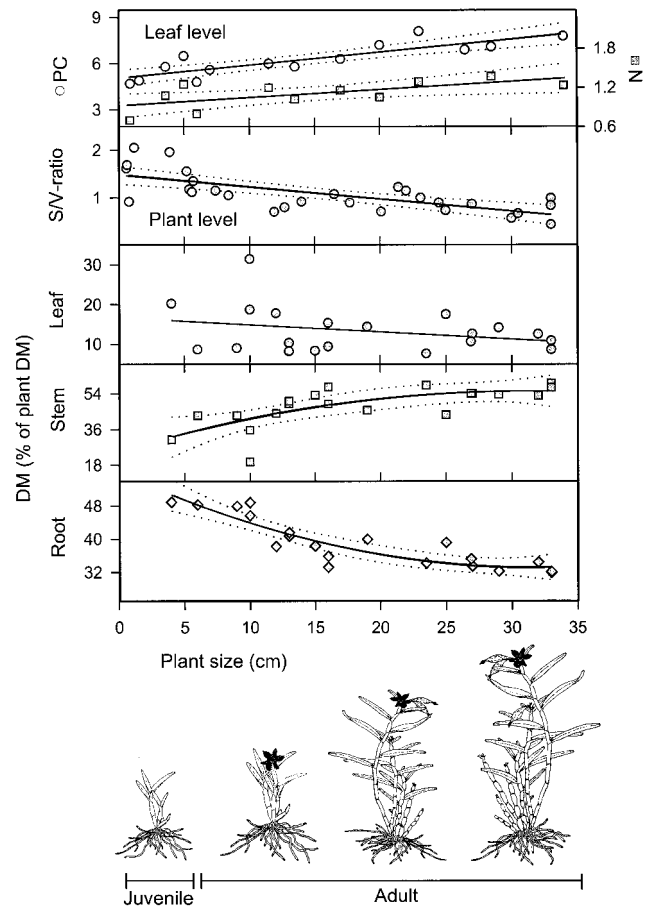 Leaf level
○ PC
9
6
3
N □
1.8
1.2
0.6
S/V-ratio
2
1
Plant level
DM (% of plant DM)
Leaf
30
20
10
Stem
54
36
18
Root
48
40
32
0 5 10 15 20 25 30 35
Plant size (cm)
Juvenile Adult